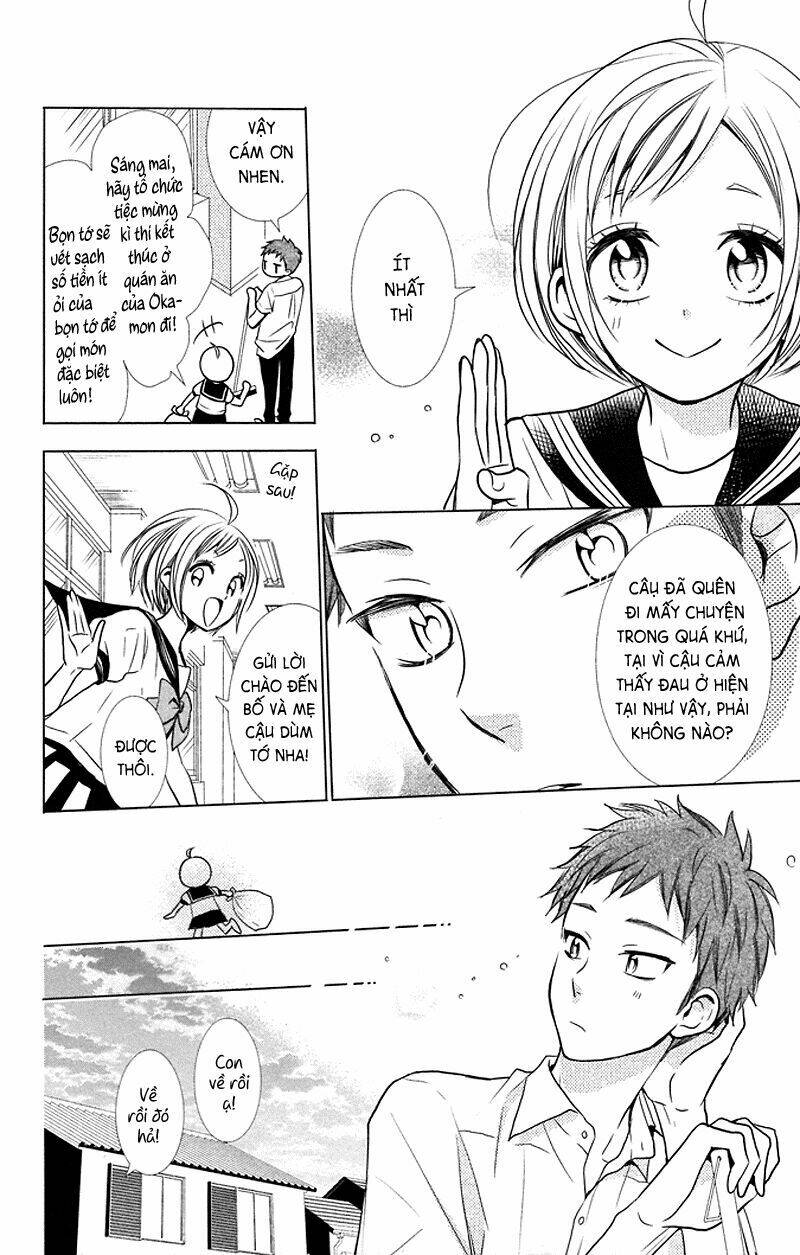 ÍT
NHẤT
THÌ
CẬU ĐÃ QUÊN
ĐI MẤY CHUYỆN
TRONG QUÁ KHỨ,
TẠI VÌ CẬU CẢM
THẤY ĐAU Ở HIỆN
TẠI NHƯ VẬY, PHẢI
KHÔNG NÀO?
VẬY
CÁM ƠN
NHEN.
Sáng mai,
hãy tổ chức
tiệc mừng
kì thi kết
thúc ở
quán ăn
của Oka-
mon đi!
Bọn tớ sẽ
vét sạch
số tiền ít
ỏi của
bọn tớ để
gọi món
đặc biệt
luôn!
Gặp
sau!
GỬI LỜI
CHÀO ĐẾN
BỐ VÀ MẸ
CẬU DÙM
TỚ NHA!
ĐƯỢC
THÔI.
Con
về rồi
ạ!
Về
rồi đó
hả!